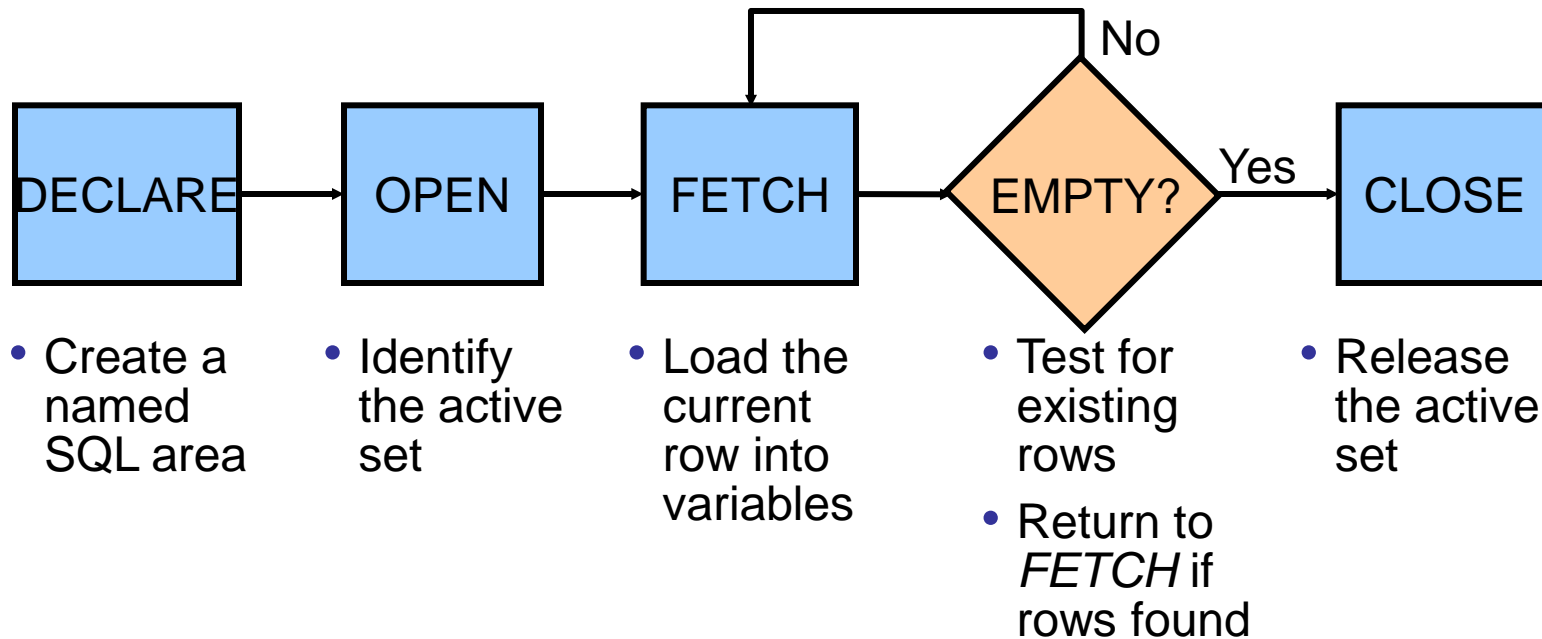 No
DECLARE
OPEN
FETCH
EMPTY?
Yes
CLOSE
• Create a
named
SQL area
• Identify
the active
set
• Load the
current
row into
variables
• Test for
existing
rows
• Return to
FETCH if
rows found
• Release
the active
set